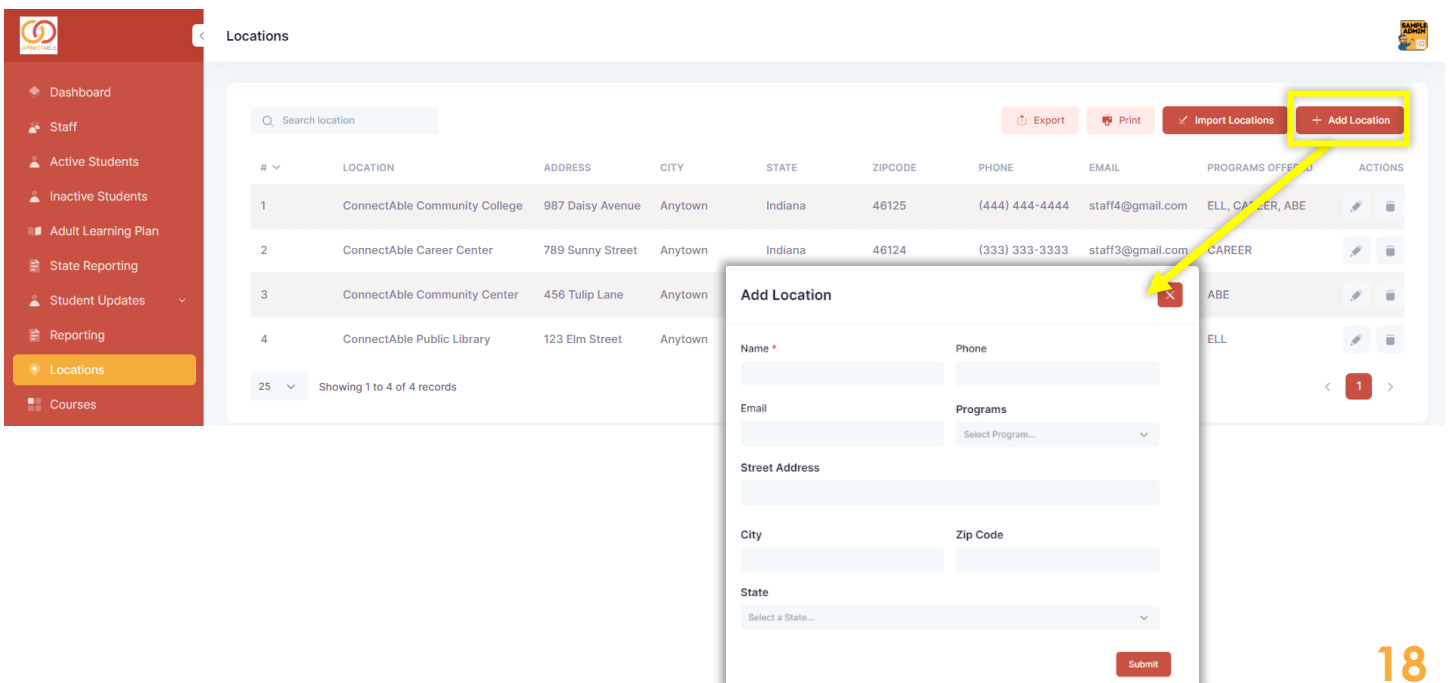 CONNECTABLE
Locations
SAMPLE
ADMIN
Dashboard
Staff
Active Students
Inactive Students
Adult Learning Plan
State Reporting
Student Updates
Reporting
Locations
Courses
Search location
Export
Print
Import Locations
+ Add Location
# LOCATION ADDRESS CITY STATE ZIPCODE PHONE EMAIL PROGRAMS OFFERED ACTIONS
1 ConnectAble Community College 987 Daisy Avenue Anytown Indiana 46125 (444) 444-4444 staff4@gmail.com ELL, CAREER, ABE
2 ConnectAble Career Center 789 Sunny Street Anytown Indiana 46124 (333) 333-3333 staff3@gmail.com CAREER
3 ConnectAble Community Center 456 Tulip Lane Anytown ABE
4 ConnectAble Public Library 123 Elm Street Anytown ELL
25 Showing 1 to 4 of 4 records
< 1 >
Add Location
X
Name * Phone
Email Programs
Select Program...
Street Address
City Zip Code
State
Select a State...
Submit
18